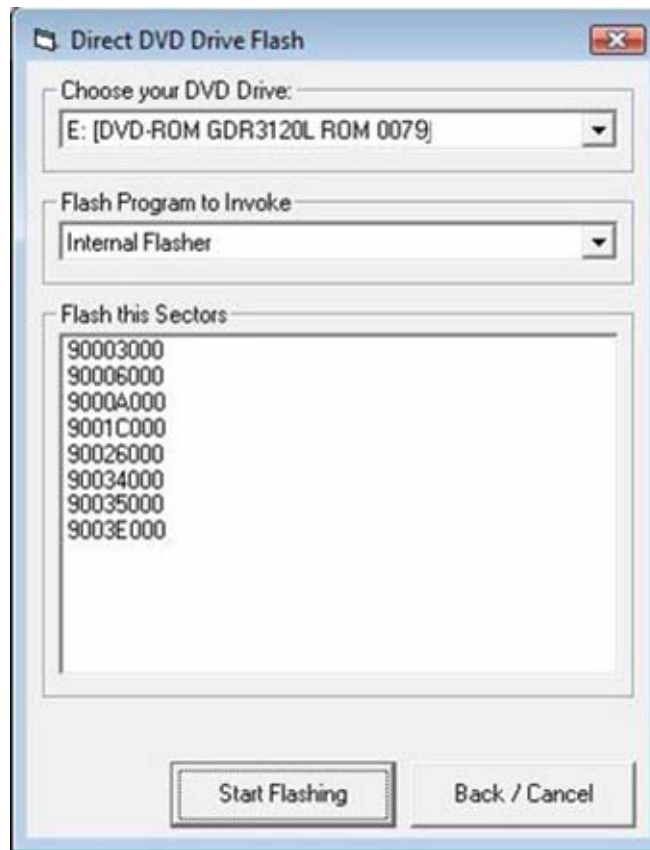 Direct DVD Drive Flash
Choose your DVD Drive:
E: [DVD-ROM GDR3120L ROM 0079]
Flash Program to Invoke
Internal Flasher
Flash this Sectors
90003000
90006000
9000A000
9001C000
90026000
90034000
90035000
9003E000
Start Flashing
Back / Cancel